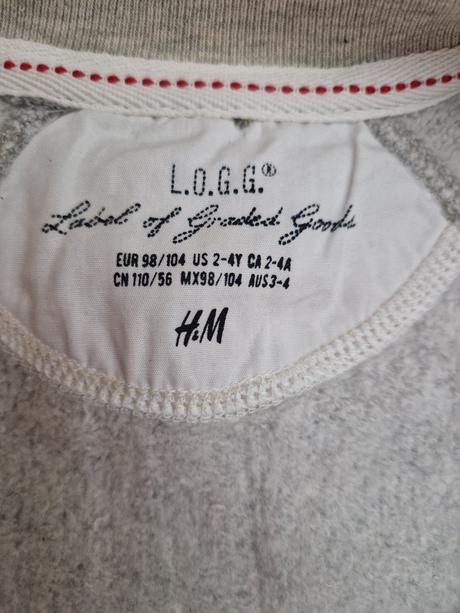 L.O.G.G.®
Label of Graded Goods
EUR 98/104 US 2-4Y CA 2-4A
CN 110/56 MX98/104 AUS3-4
H&M